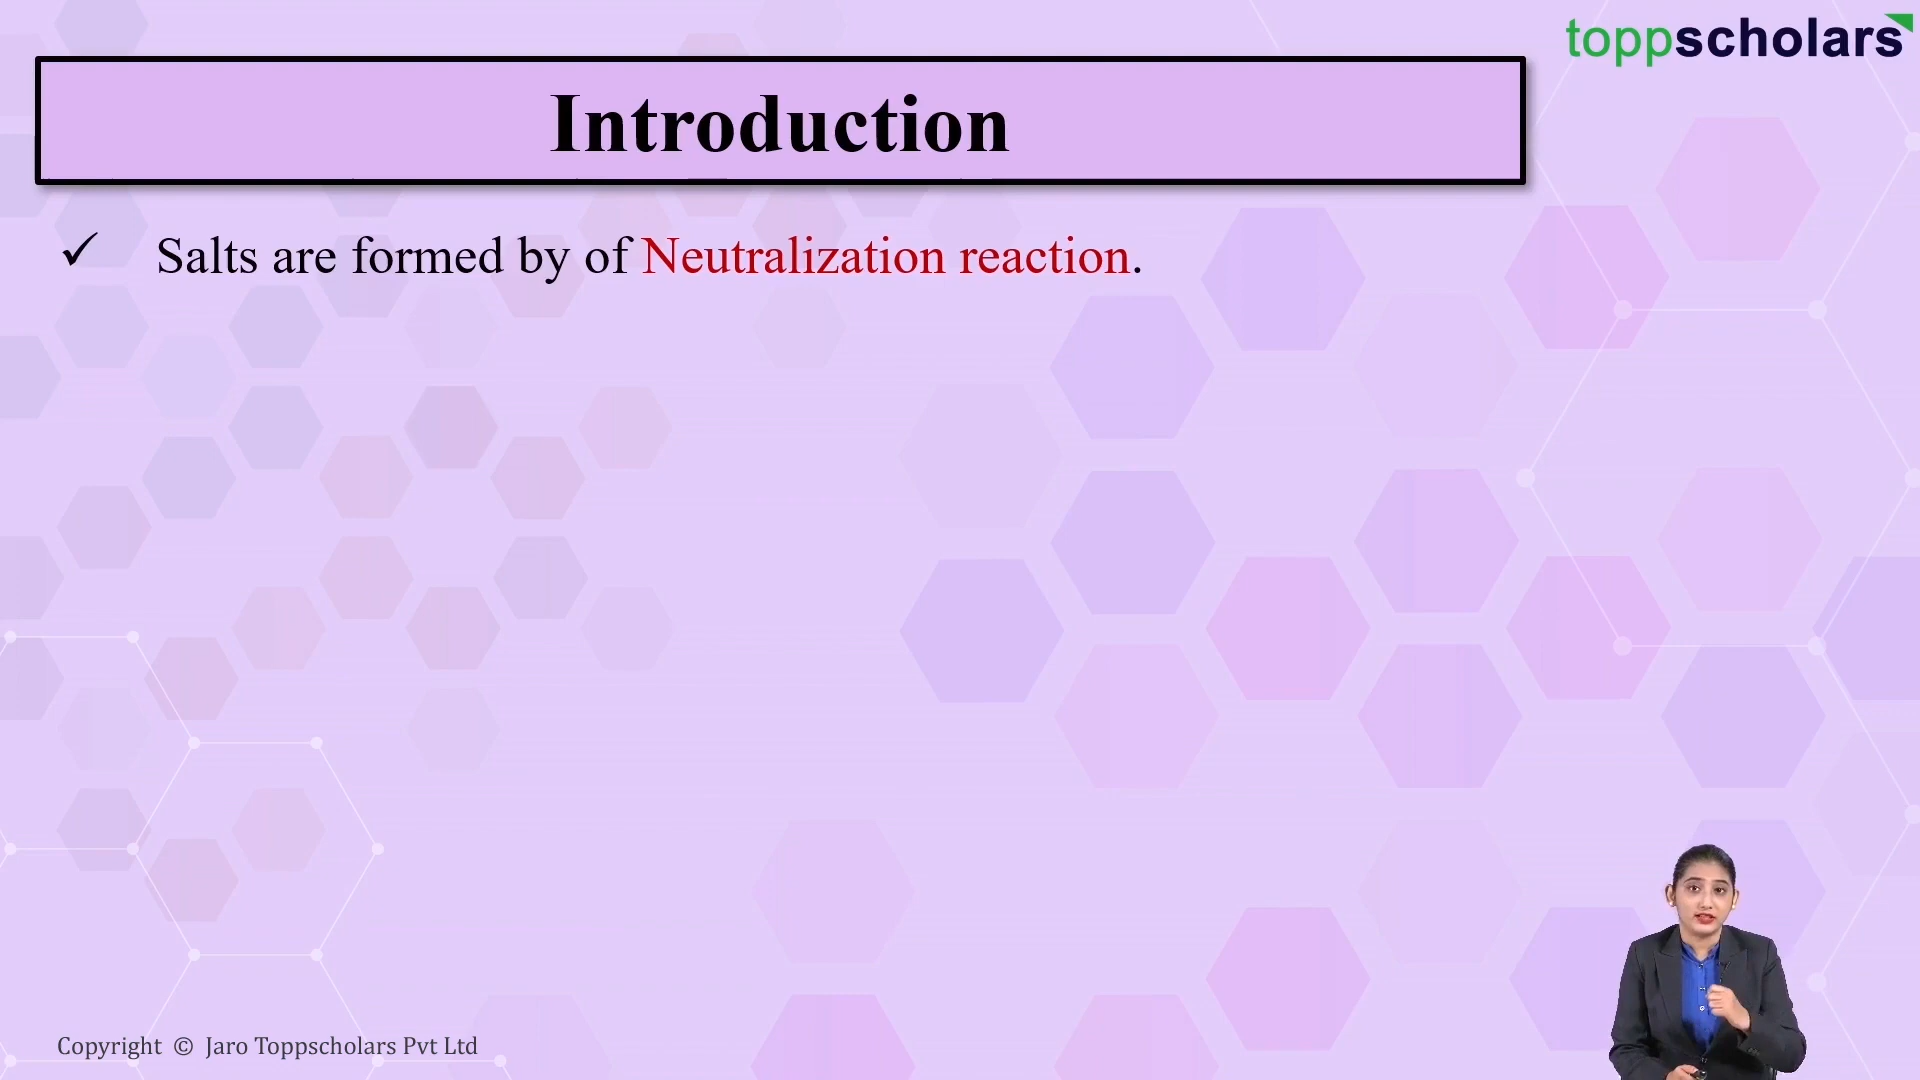 toppscholars
Introduction
✓ Salts are formed by of Neutralization reaction.
Copyright © Jaro Toppscholars Pvt Ltd